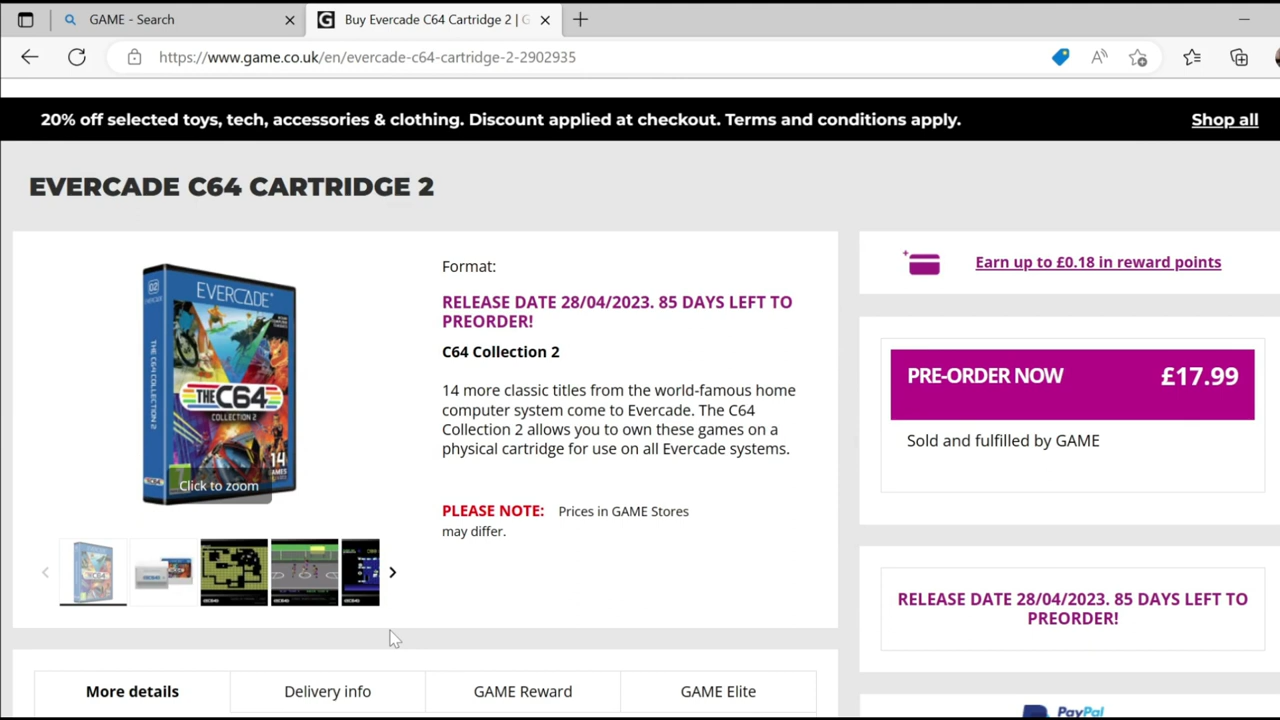 GAME - Search
Buy Evercade C64 Cartridge 2 | G
https://www.game.co.uk/en/evercade-c64-cartridge-2-2902935
20% off selected toys, tech, accessories & clothing. Discount applied at checkout. Terms and conditions apply.
Shop all
EVERCADE C64 CARTRIDGE 2
Format:
RELEASE DATE 28/04/2023. 85 DAYS LEFT TO
PREORDER!
C64 Collection 2
14 more classic titles from the world-famous home
computer system come to Evercade. The C64
Collection 2 allows you to own these games on a
physical cartridge for use on all Evercade systems.
PLEASE NOTE: Prices in GAME Stores
may differ.
02
EVERCADE
THE C64 COLLECTION 2
THEC64
COLLECTION 2
14
GAMES
Click to zoom
Earn up to £0.18 in reward points
PRE-ORDER NOW £17.99
Sold and fulfilled by GAME
RELEASE DATE 28/04/2023. 85 DAYS LEFT TO
PREORDER!
More details
Delivery info
GAME Reward
GAME Elite
PayPal